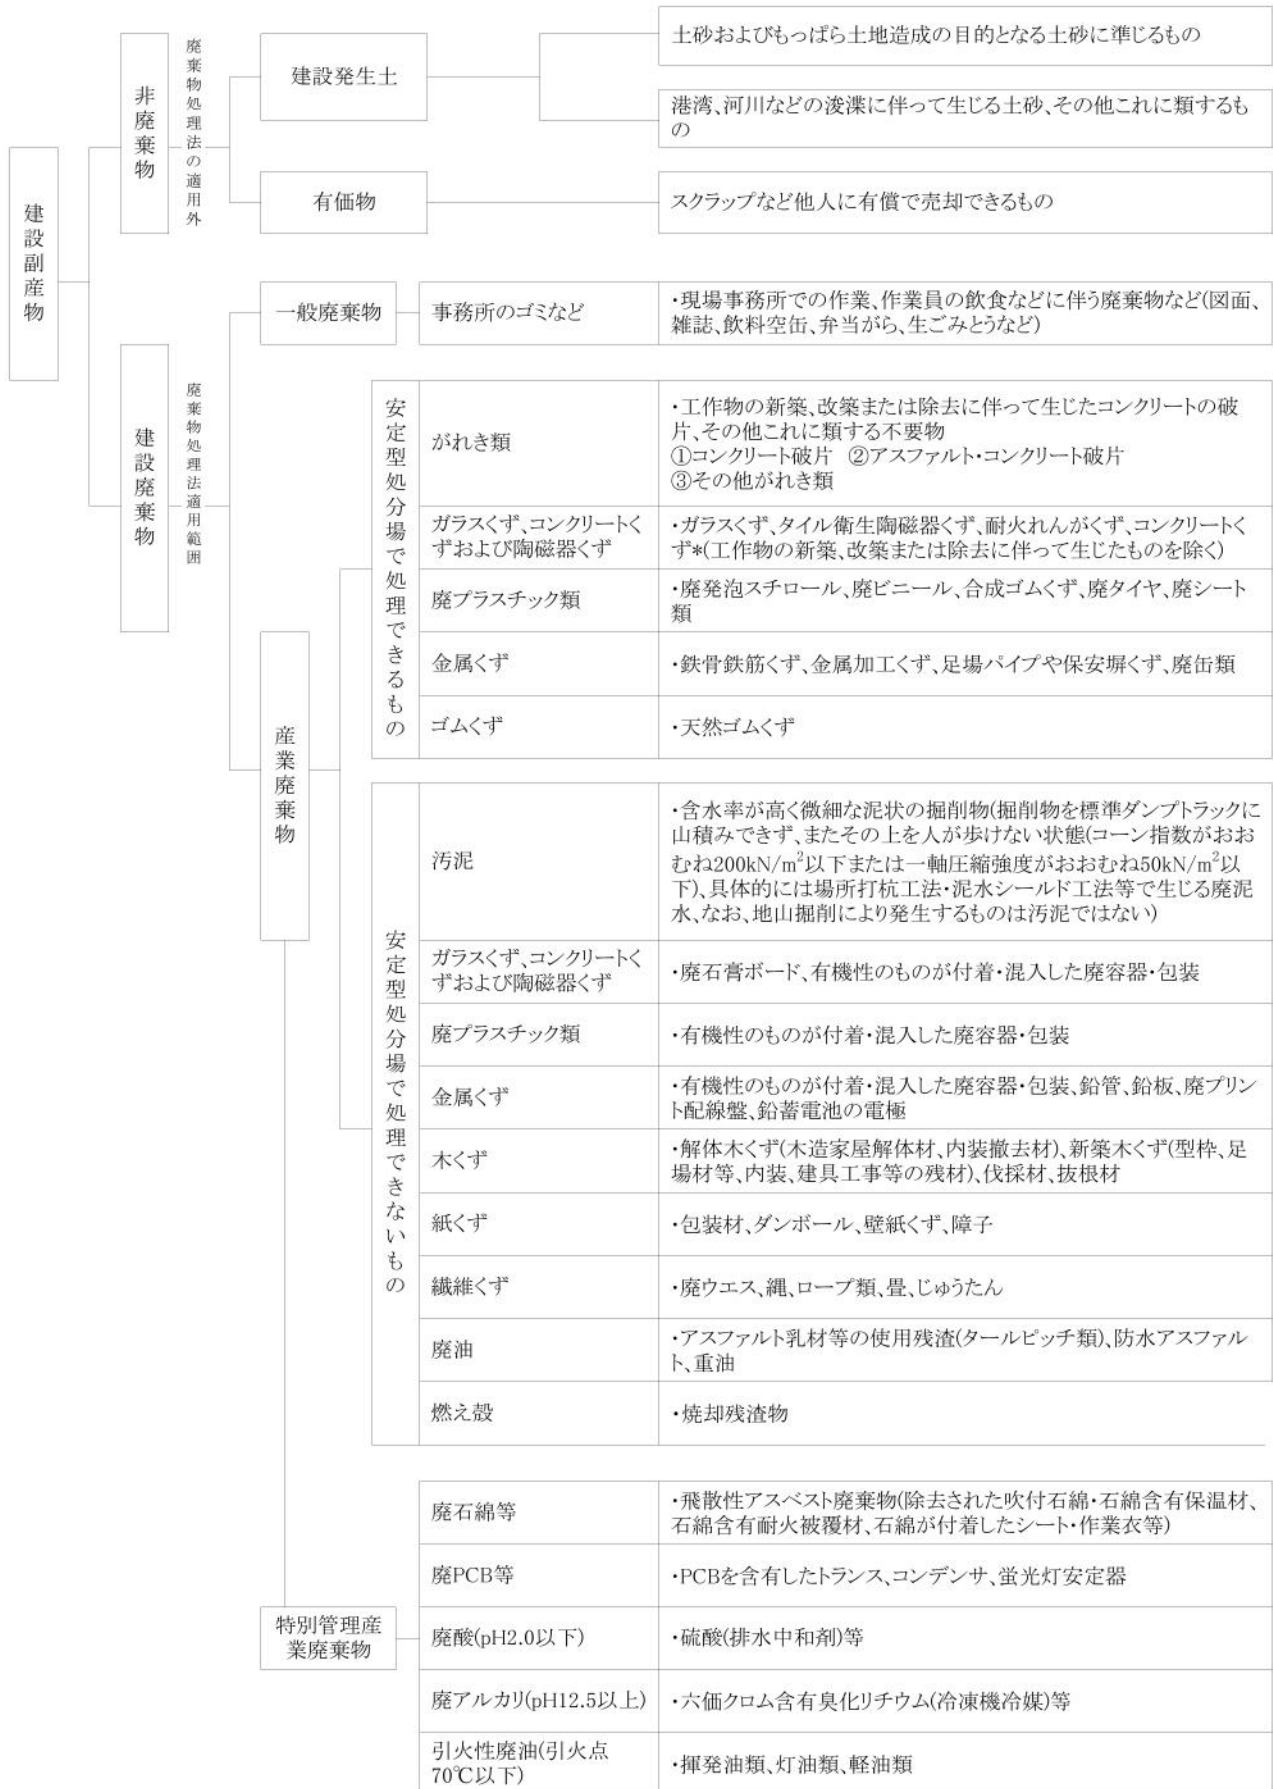 建設副産物
非廃棄物
廃棄物処理法の適用外
建設発生土
土砂およびもっぱら土地造成の目的となる土砂に準じるもの
港湾、河川などの浚渫に伴って生じる土砂、その他これに類するも
の
有価物
スクラップなど他人に有償で売却できるもの
建設廃棄物
廃棄物処理法適用範囲
一般廃棄物
事務所のゴミなど
・現場事務所での作業、作業員の飲食などに伴う廃棄物など(図面、
雑誌、飲料空缶、弁当がら、生ごみとうなど)
産業廃棄物
安定型処分場で処理できるもの
がれき類
・工作物の新築、改築または除去に伴って生じたコンクリートの破
片、その他これに類する不要物
①コンクリート破片 ②アスファルト・コンクリート破片
③その他がれき類
ガラスくず、コンクリートく
ずおよび陶磁器くず
・ガラスくず、タイル衛生陶磁器くず、耐火れんがくず、コンクリートく
ず*(工作物の新築、改築または除去に伴って生じたものを除く)
廃プラスチック類
・廃発泡スチロール、廃ビニール、合成ゴムくず、廃タイヤ、廃シート
類
金属くず
・鉄骨鉄筋くず、金属加工くず、足場パイプや保安塀くず、廃缶類
ゴムくず
・天然ゴムくず
安定型処分場で処理できないもの
汚泥
・含水率が高く微細な泥状の掘削物(掘削物を標準ダンプトラックに
山積みできず、またその上を人が歩けない状態(コーン指数がおお
むね200kN/m²以下または一軸圧縮強度がおおむね50kN/m²以
下)、具体的には場所打杭工法・泥水シールド工法等で生じる廃泥
水、なお、地山掘削により発生するものは汚泥ではない)
ガラスくず、コンクリートく
ずおよび陶磁器くず
・廃石膏ボード、有機性のものが付着・混入した廃容器・包装
廃プラスチック類
・有機性のものが付着・混入した廃容器・包装
金属くず
・有機性のものが付着・混入した廃容器・包装、鉛管、鉛板、廃プリン
ト配線盤、鉛蓄電池の電極
木くず
・解体木くず(木造家屋解体材、内装撤去材)、新築木くず(型枠、足
場材等、内装、建具工事等の残材)、伐採材、抜根材
紙くず
・包装材、ダンボール、壁紙くず、障子
繊維くず
・廃ウエス、縄、ロープ類、畳、じゅうたん
廃油
・アスファルト乳材等の使用残渣(タールピッチ類)、防水アスファル
ト、重油
燃え殻
・焼却残渣物
特別管理産
業廃棄物
廃石綿等
・飛散性アスベスト廃棄物(除去された吹付石綿・石綿含有保温材、
石綿含有耐火被覆材、石綿が付着したシート・作業衣等)
廃PCB等
・PCBを含有したトランス、コンデンサ、蛍光灯安定器
廃酸(pH2.0以下)
・硫酸(排水中和剤)等
廃アルカリ(pH12.5以上)
・六価クロム含有臭化リチウム(冷凍機冷媒)等
引火性廃油(引火点
70℃以下)
・揮発油類、灯油類、軽油類